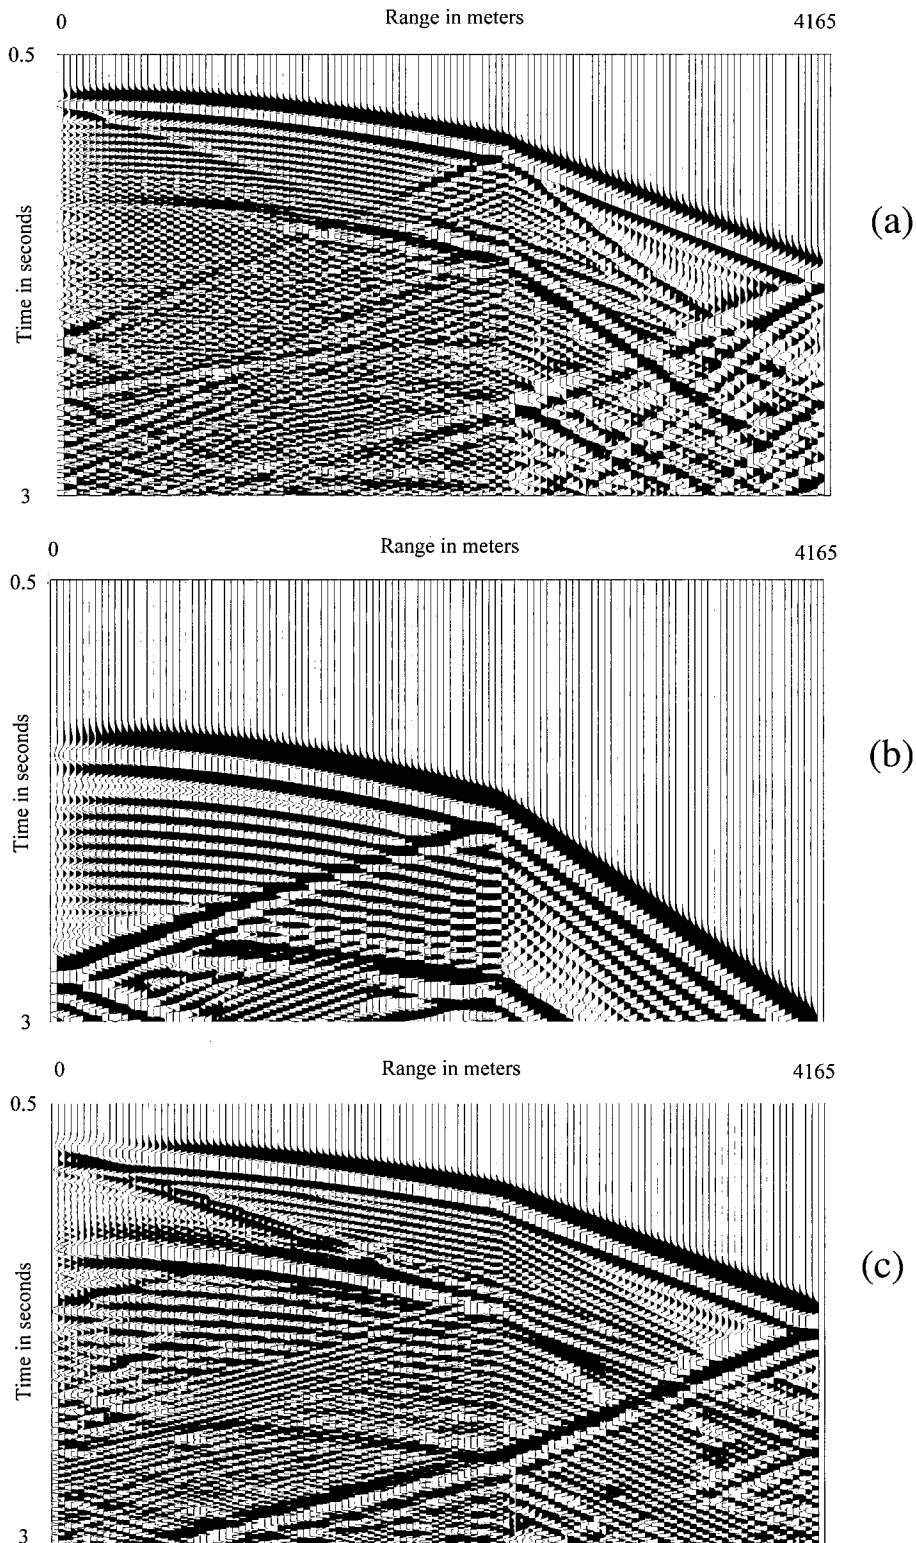 0 Range in meters 4165
0.5
Time in seconds
(a)
3
0 Range in meters 4165
0.5
Time in seconds
(b)
3
0 Range in meters 4165
0.5
Time in seconds
(c)
3